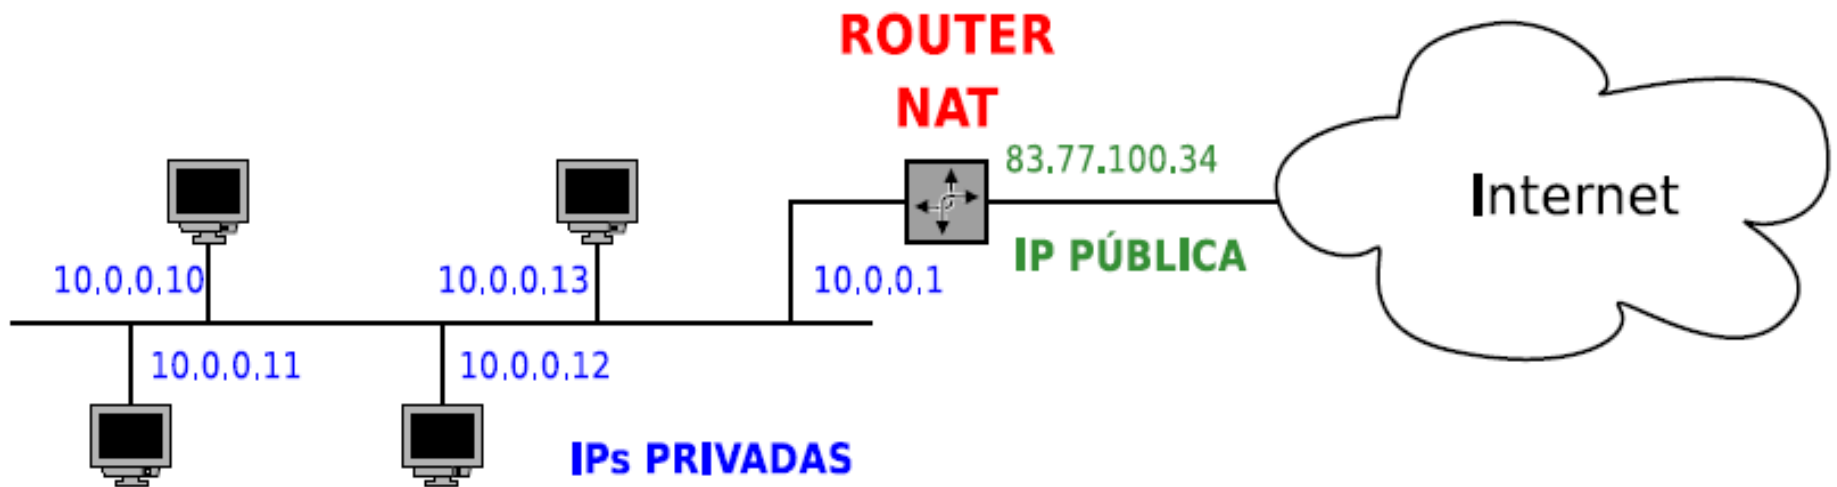 ROUTER
NAT
83.77.100.34
Internet
IP PÚBLICA
10.0.0.10
10.0.0.13
10.0.0.1
10.0.0.11
10.0.0.12
IPs PRIVADAS